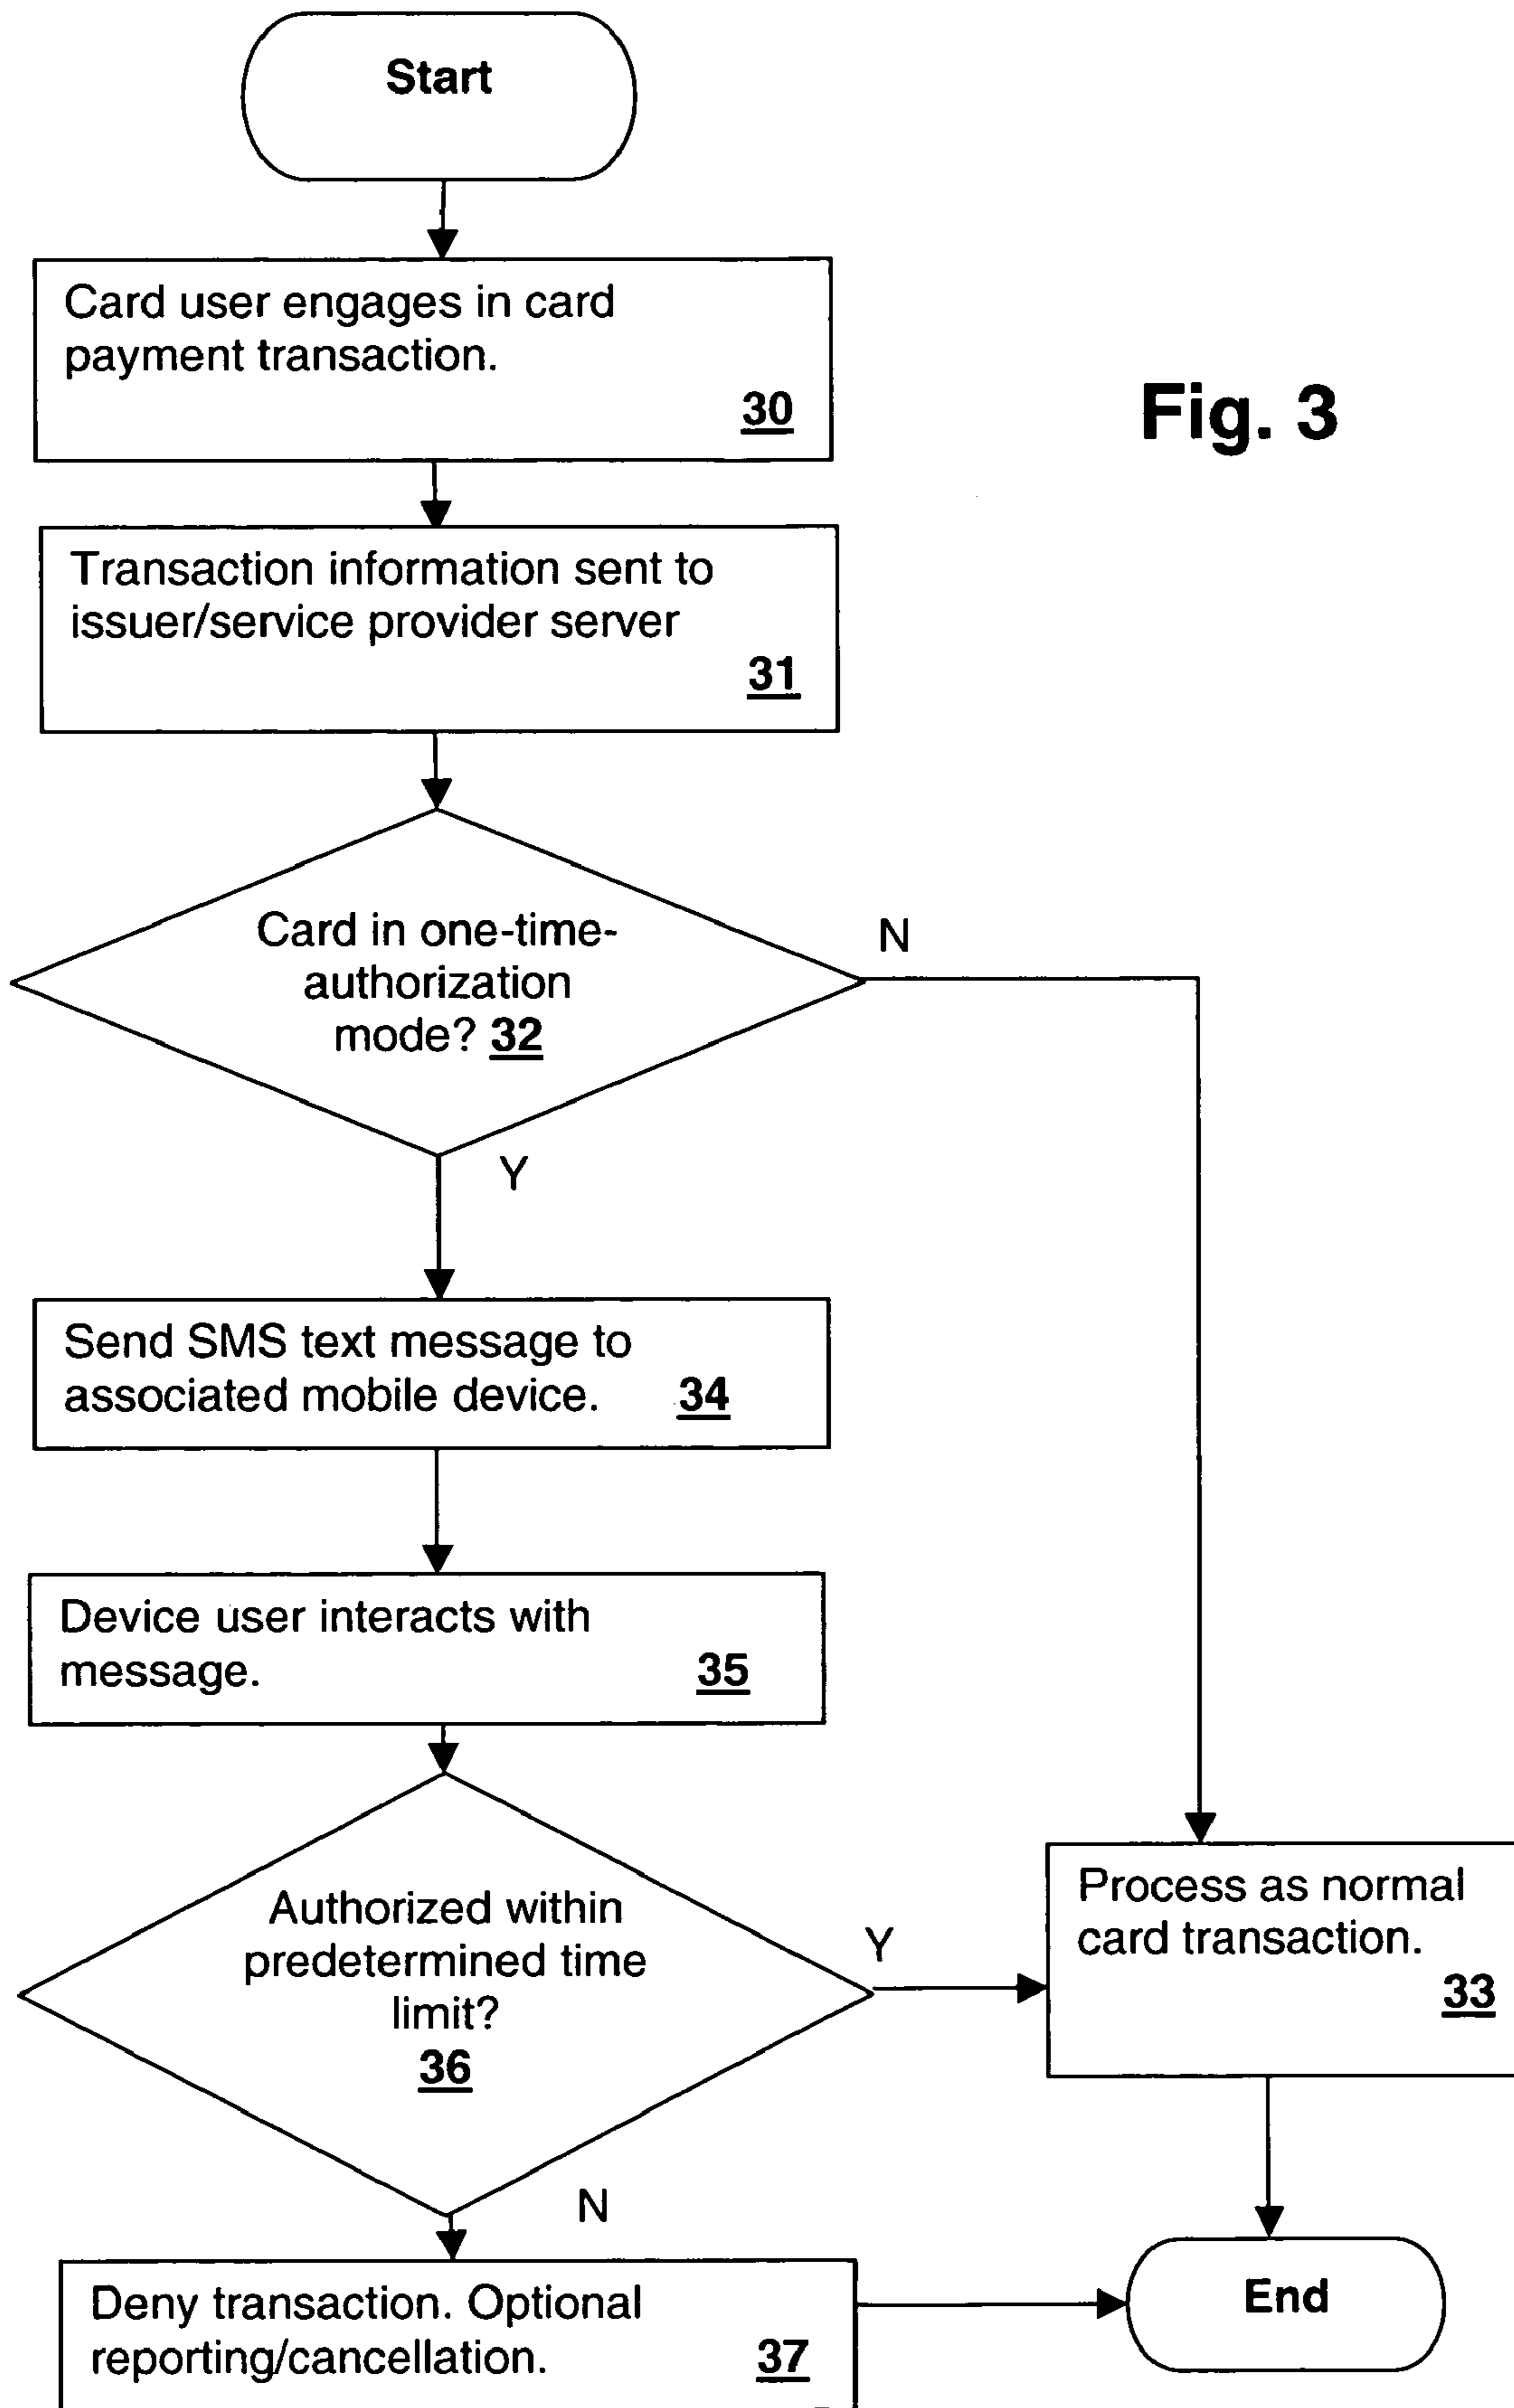 Start
Card user engages in card
payment transaction.
30
Fig. 3
Transaction information sent to
issuer/service provider server
31
Card in one-time-
authorization
mode? 32
N
Y
Send SMS text message to
associated mobile device. 34
Device user interacts with
message. 35
Authorized within
predetermined time
limit?
36
Y
Process as normal
card transaction.
33
N
Deny transaction. Optional
reporting/cancellation. 37
End